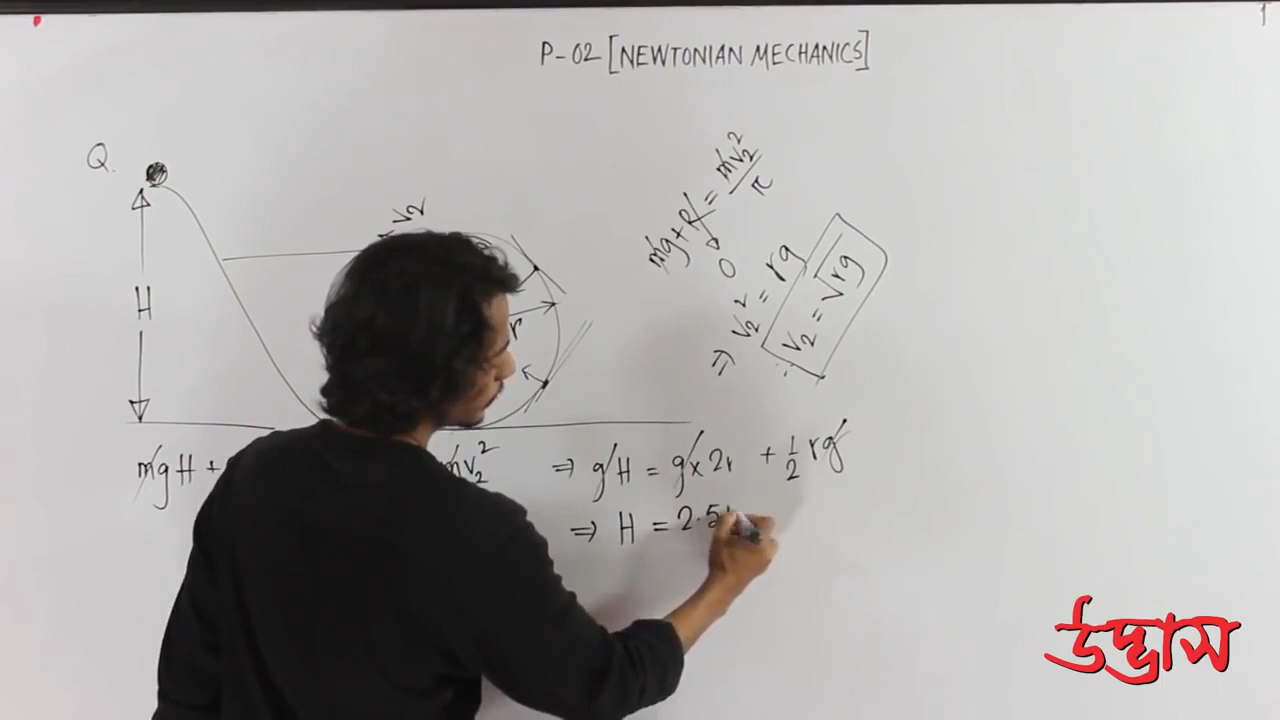 P-02 [NEWTONIAN MECHANICS]
Q.
H
V₂
r
mg + R = mv₂²/r
0
⇒ v₂² = rg
∴ v₂ = √rg
mgH +
mv₂²
⇒ gH = g×2r + ½ rg
⇒ H = 2.5r
উদ্ভাস